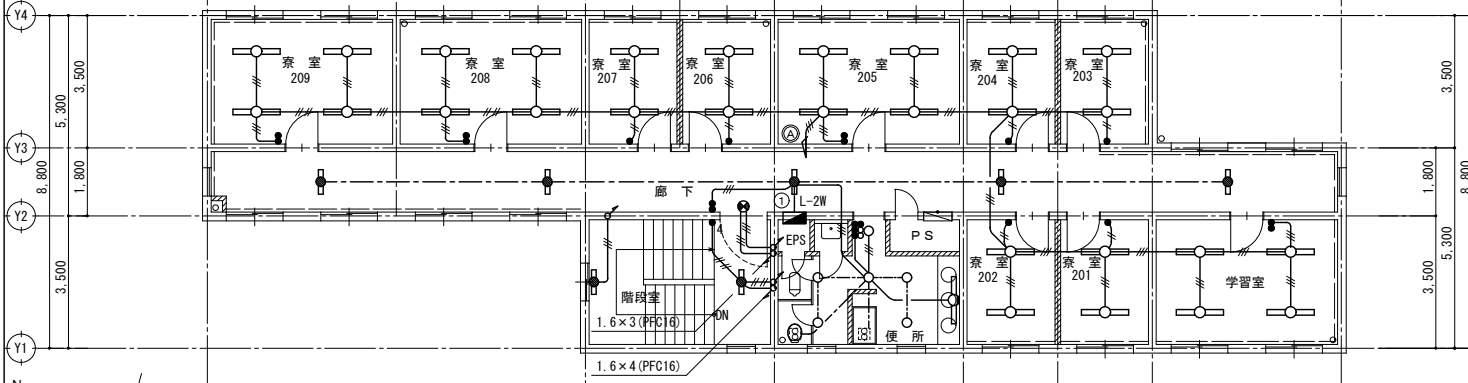 Y4
寮 室
209
寮 室
208
寮 室
207
寮 室
206
寮 室
205
寮 室
204
寮 室
203
3,500
5,300
8,800
1,800
3,500
3,500
1,800
8,800
5,300
3,500
A
Y3
廊 下
1
L-2W
Y2
4
EPS
PS
階段室
DN
寮 室
202
寮 室
201
学習室
便 所
1.6×3(PFC16)
Y1
1.6×4(PFC16)